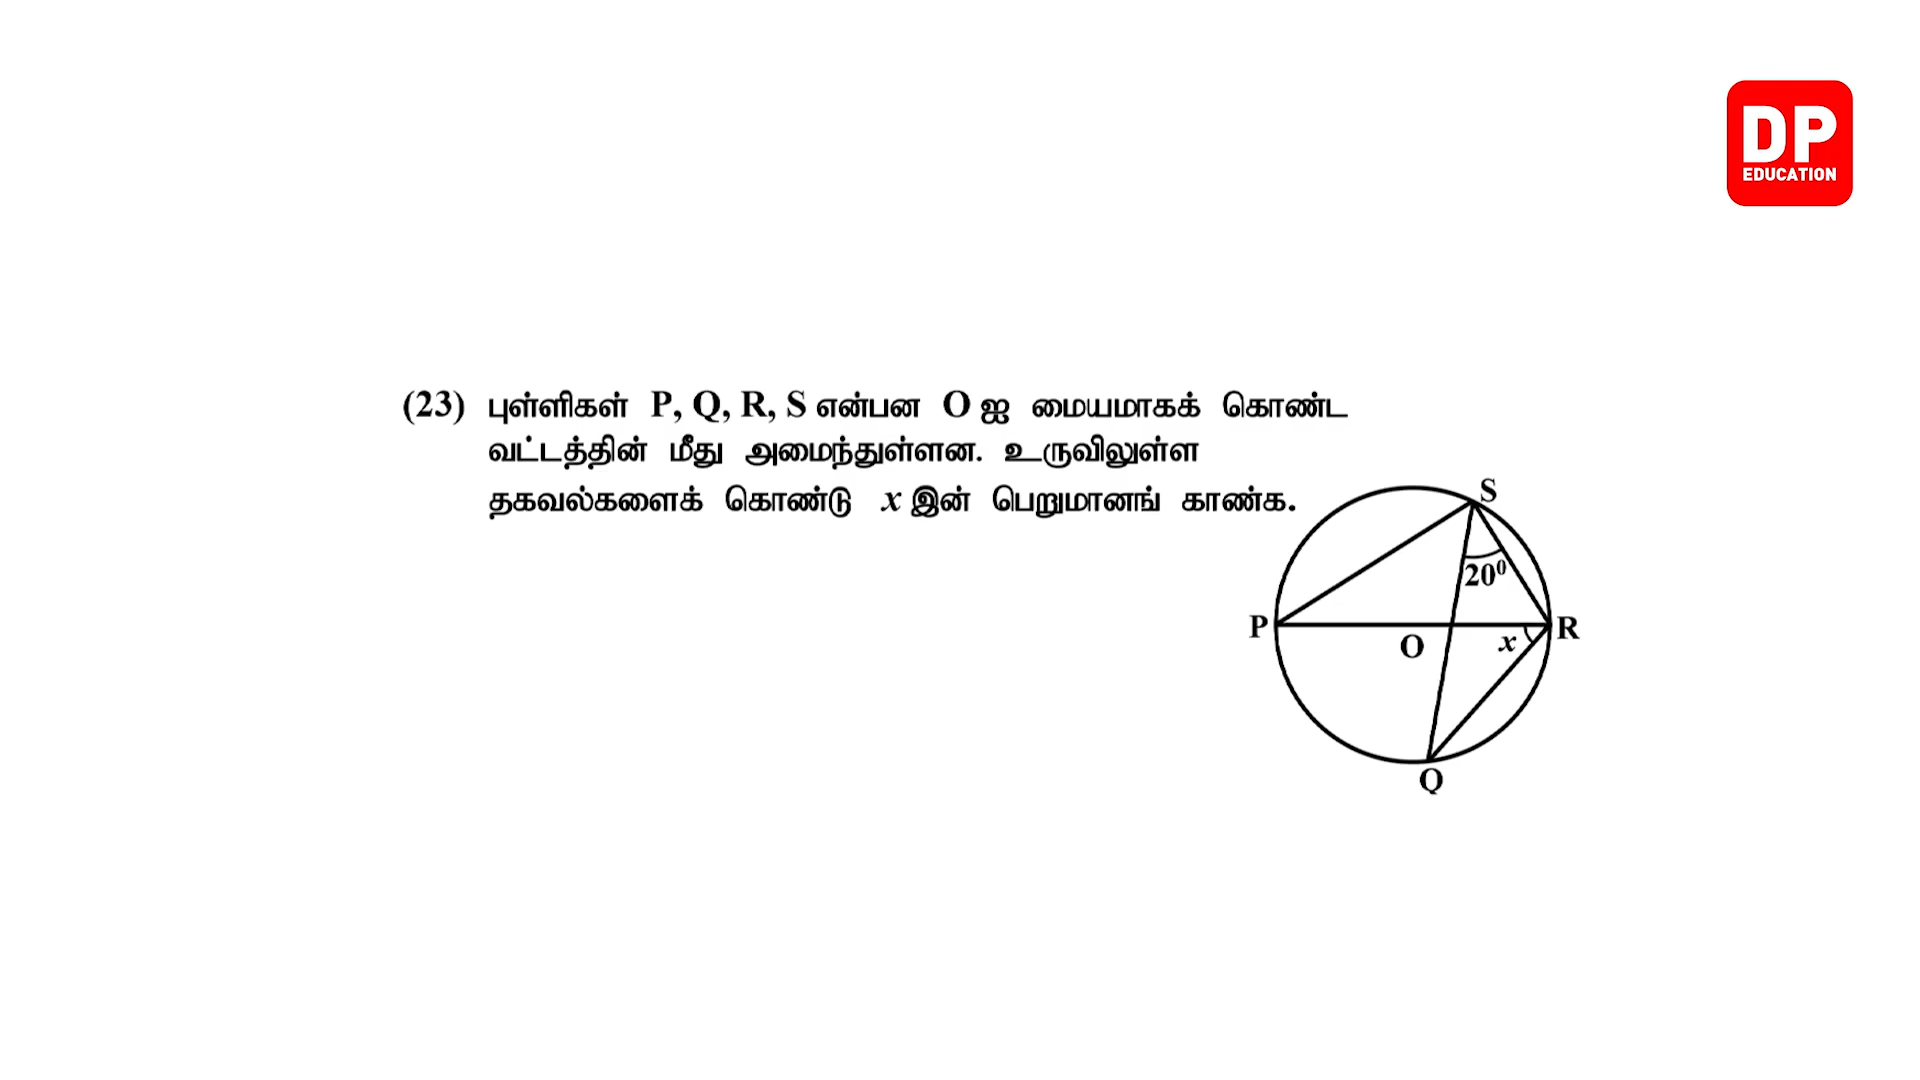 DP
EDUCATION
(23) புள்ளிகள் P, Q, R, S என்பன O ஐ மையமாகக் கொண்ட
வட்டத்தின் மீது அமைந்துள்ளன. உருவிலுள்ள
தகவல்களைக் கொண்டு x இன் பெறுமானங் காண்க.
S
20⁰
P
O
x
R
Q